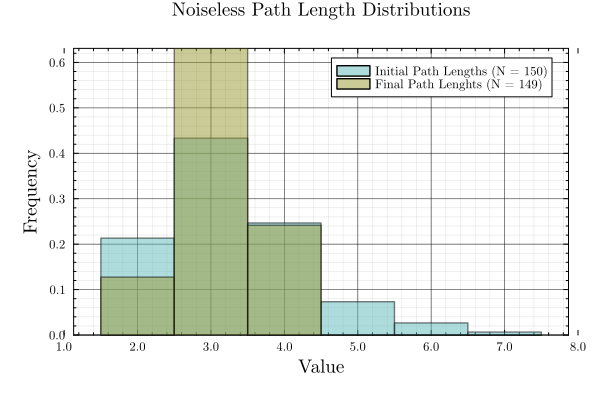 Noiseless Path Length Distributions
Initial Path Lengths (N = 150)
Final Path Lenghts (N = 149)
Frequency
0.6
0.5
0.4
0.3
0.2
0.1
0.0
1.0 2.0 3.0 4.0 5.0 6.0 7.0 8.0
Value